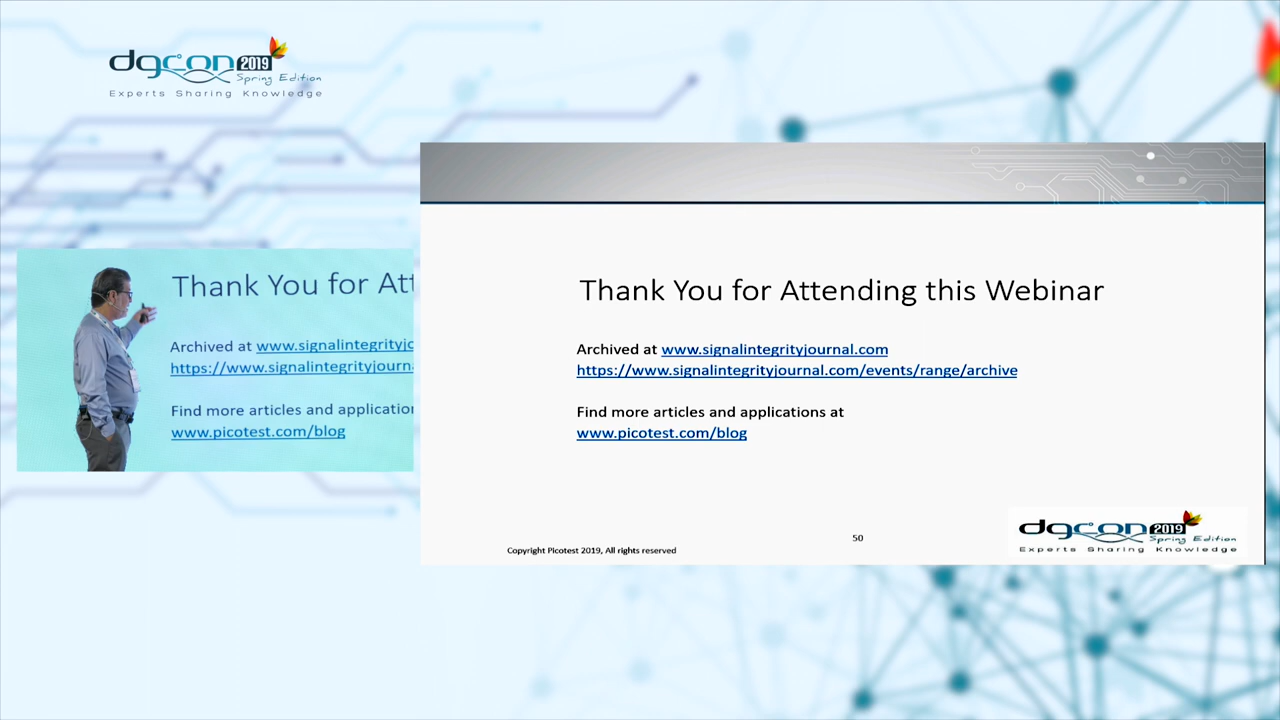 dgcon 2019
Spring Edition
Experts Sharing Knowledge
Thank You for Att
Archived at www.signalintegrityjo
https://www.signalintegrityjourn
Find more articles and application
www.picotest.com/blog
Thank You for Attending this Webinar
Archived at www.signalintegrityjournal.com
https://www.signalintegrityjournal.com/events/range/archive
Find more articles and applications at
www.picotest.com/blog
Copyright Picotest 2019, All rights reserved
50
dgcon 2019
Spring Edition
Experts Sharing Knowledge